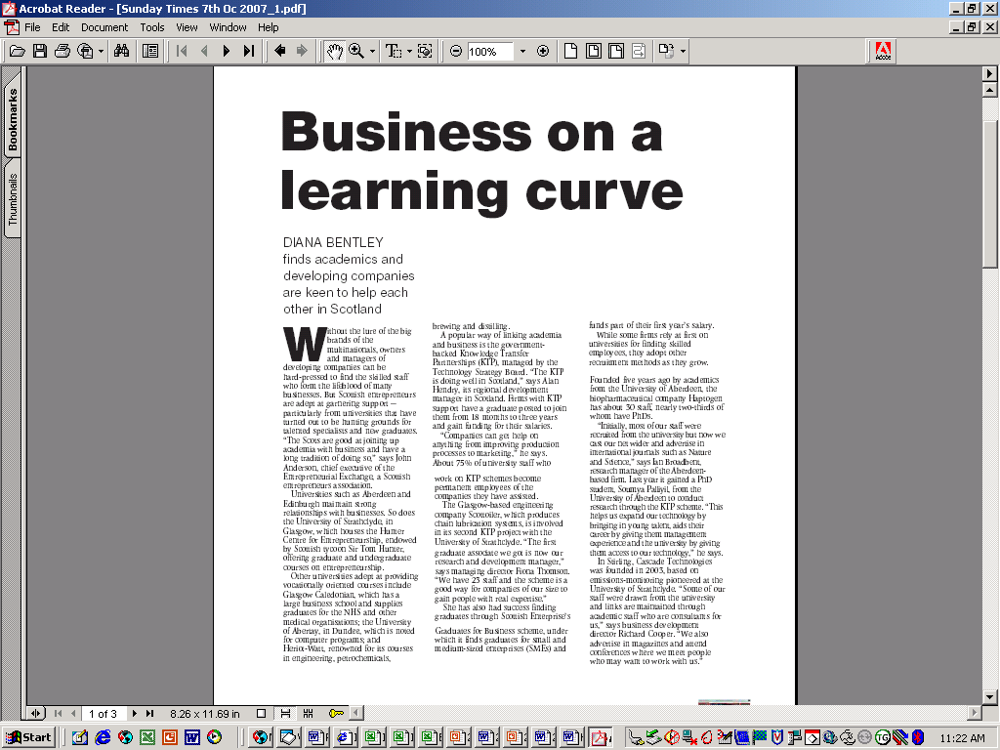 Acrobat Reader - [Sunday Times 7th Oc 2007_1.pdf]
File Edit Document Tools View Window Help
100%
Adobe
Bookmarks
Thumbnails
Business on a
learning curve
DIANA BENTLEY
finds academics and
developing companies
are keen to help each
other in Scotland
Without the lure of the big
brands of the
multinationals, owners
and managers of
developing companies can be
hard-pressed to find the skilled staff
who form the lifeblood of many
businesses. But Scottish entrepreneurs
are adept at garnering support —
particularly from universities that have
turned out to be hunting grounds for
talented specialists and new graduates.
"The Scots are good at joining up
academia with business and have a
long tradition of doing so," says John
Anderson, chief executive of the
Entrepreneurial Exchange, a Scottish
entrepreneurs association.
Universities such as Aberdeen and
Edinburgh maintain strong
relationships with businesses. So does
the University of Strathclyde, in
Glasgow, which houses the Hunter
Centre for Entrepreneurship, endowed
by Scottish tycoon Sir Tom Hunter,
offering graduate and undergraduate
courses on entrepreneurship.
Other universities adept at providing
vocationally oriented courses include
Glasgow Caledonian, which has a
large business school and supplies
graduates for the NHS and other
medical organisations; the University
of Abertay, in Dundee, which is noted
for computer programs; and
Heriot-Watt, renowned for its courses
in engineering, petrochemicals,
brewing and distilling.
A popular way of linking academia
and business is the government-
backed Knowledge Transfer
Partnerships (KTP), managed by the
Technology Strategy Board. "The KTP
is doing well in Scotland," says Alan
Hendry, its regional development
manager in Scotland. Firms with KTP
support have a graduate posted to join
them from 18 months to three years
and gain funding for their salaries.
"Companies can get help on
anything from improving production
processes to marketing," he says.
About 75% of university staff who
work on KTP schemes become
permanent employees of the
companies they have assisted.
The Glasgow-based engineering
company Scottoiler, which produces
chain lubrication systems, is involved
in its second KTP project with the
University of Strathclyde. "The first
graduate associate we got is now our
research and development manager,"
says managing director Fiona Thomson.
"We have 23 staff and the scheme is a
good way for companies of our size to
gain people with real expertise."
She has also had success finding
graduates through Scottish Enterprise's
Graduates for Business scheme, under
which it finds graduates for small and
medium-sized enterprises (SMEs) and
funds part of their first year's salary.
While some firms rely at first on
universities for finding skilled
employees, they adopt other
recruitment methods as they grow.
Founded five years ago by academics
from the University of Aberdeen, the
biopharmaceutical company Haptogen
has about 30 staff, nearly two-thirds of
whom have PhDs.
"Initially, most of our staff were
recruited from the university but now we
cast our net wider and advertise in
international journals such as Nature
and Science," says Ian Broadbent,
research manager of the Aberdeen-
based firm. Last year it gained a PhD
student, Soumya Palliyil, from the
University of Aberdeen to conduct
research through the KTP scheme. "This
helps us expand our technology by
bringing in young talent, aids their
career by giving them management
experience and the university by giving
them access to our technology," he says.
In Stirling, Cascade Technologies
was founded in 2003, based on
emissions-monitoring pioneered at the
University of Strathclyde. "Some of our
staff were drawn from the university
and links are maintained through
academic staff who are consultants for
us," says business development
director Richard Cooper. "We also
advertise in magazines and attend
conferences where we meet people
who may want to work with us."
1 of 3 8.26 x 11.69 in
Start
11:22 AM